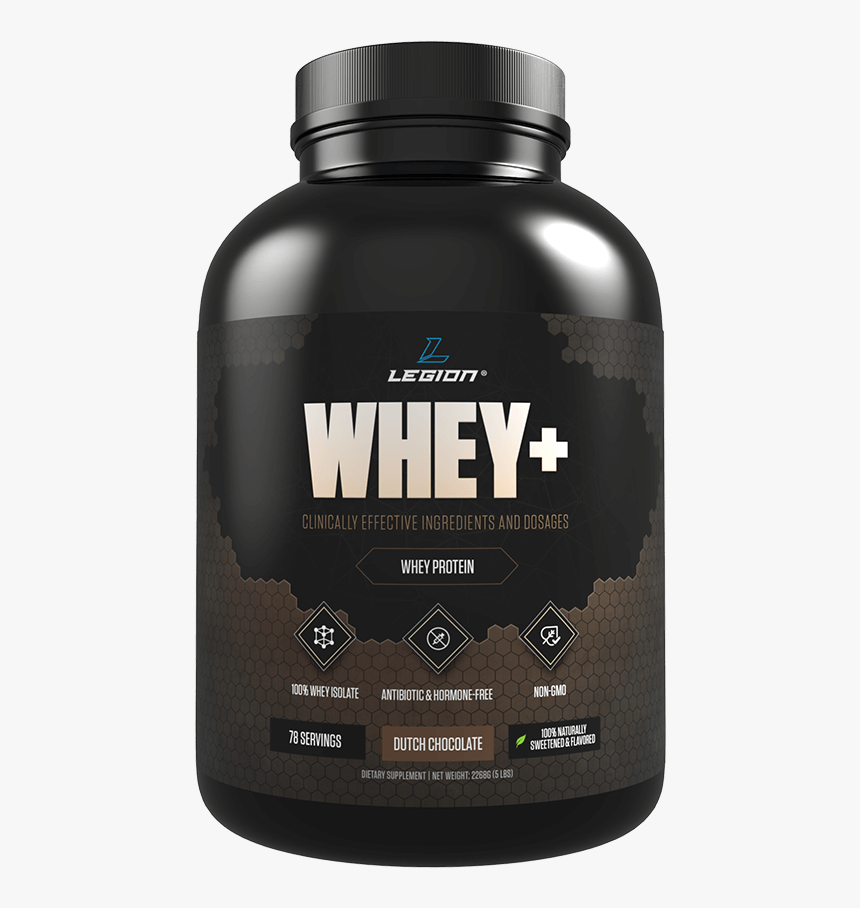 LEGION®
WHEY+
CLINICALLY EFFECTIVE INGREDIENTS AND DOSAGES
WHEY PROTEIN
100% WHEY ISOLATE
ANTIBIOTIC & HORMONE-FREE
NON-GMO
78 SERVINGS
DUTCH CHOCOLATE
100% NATURALLY
SWEETENED & FLAVORED
DIETARY SUPPLEMENT | NET WEIGHT: 2268G (5 LBS)